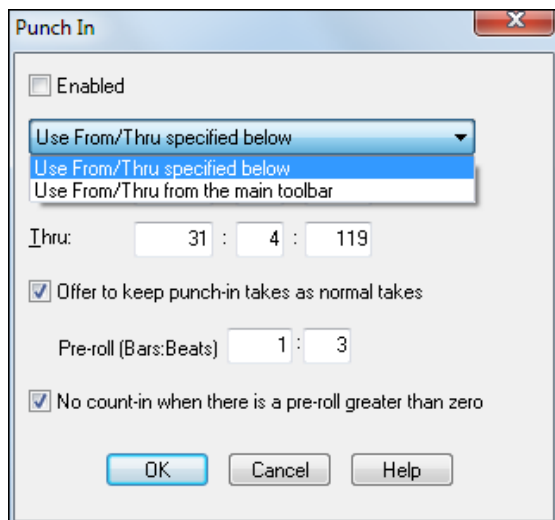 Punch In
Enabled
Use From/Thru specified below
Use From/Thru specified below
Use From/Thru from the main toolbar
Thru: 31 : 4 : 119
Offer to keep punch-in takes as normal takes
Pre-roll (Bars:Beats) 1 : 3
No count-in when there is a pre-roll greater than zero
OK Cancel Help